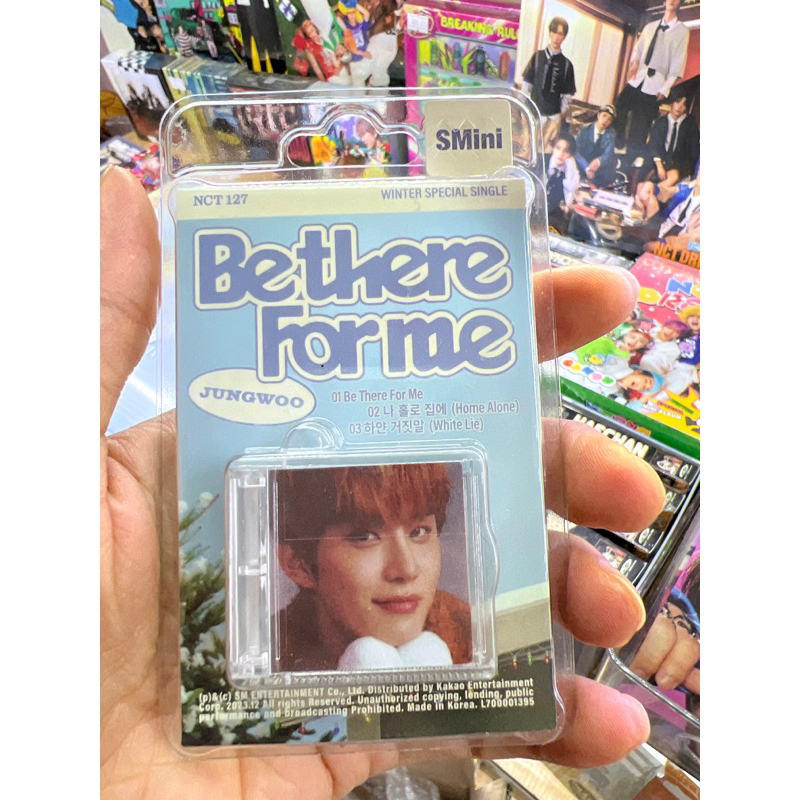 BREAKING RUL
SMini
NCT 127
WINTER SPECIAL SINGLE
Be there
For me
JUNGWOO
01 Be There For Me
02 나 홀로 집에 (Home Alone)
03 하얀 거짓말 (White Lie)
HAECHAN
(p)&(c) SM ENTERTAINMENT Co., Ltd. Distributed by Kakao Entertainment
Corp. 2023.12 All rights Reserved. Unauthorized copying, lending, public
performance and broadcasting Prohibited. Made in Korea. L700001395